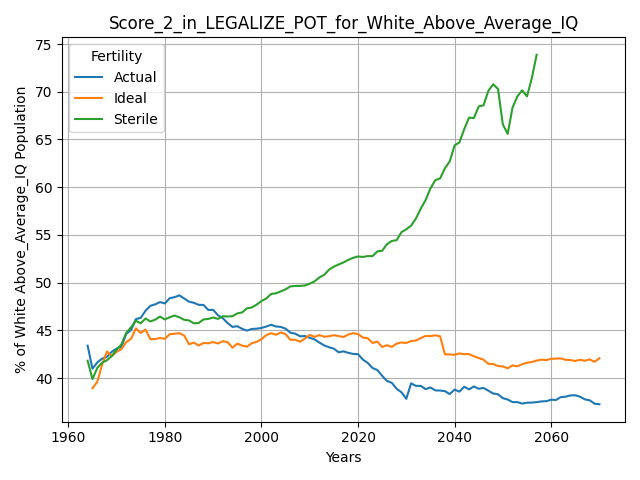 Score_2_in_LEGALIZE_POT_for_White_Above_Average_IQ
Fertility
Actual
Ideal
Sterile
% of White Above_Average_IQ Population
75
70
65
60
55
50
45
40
1960
1980
2000
2020
2040
2060
Years